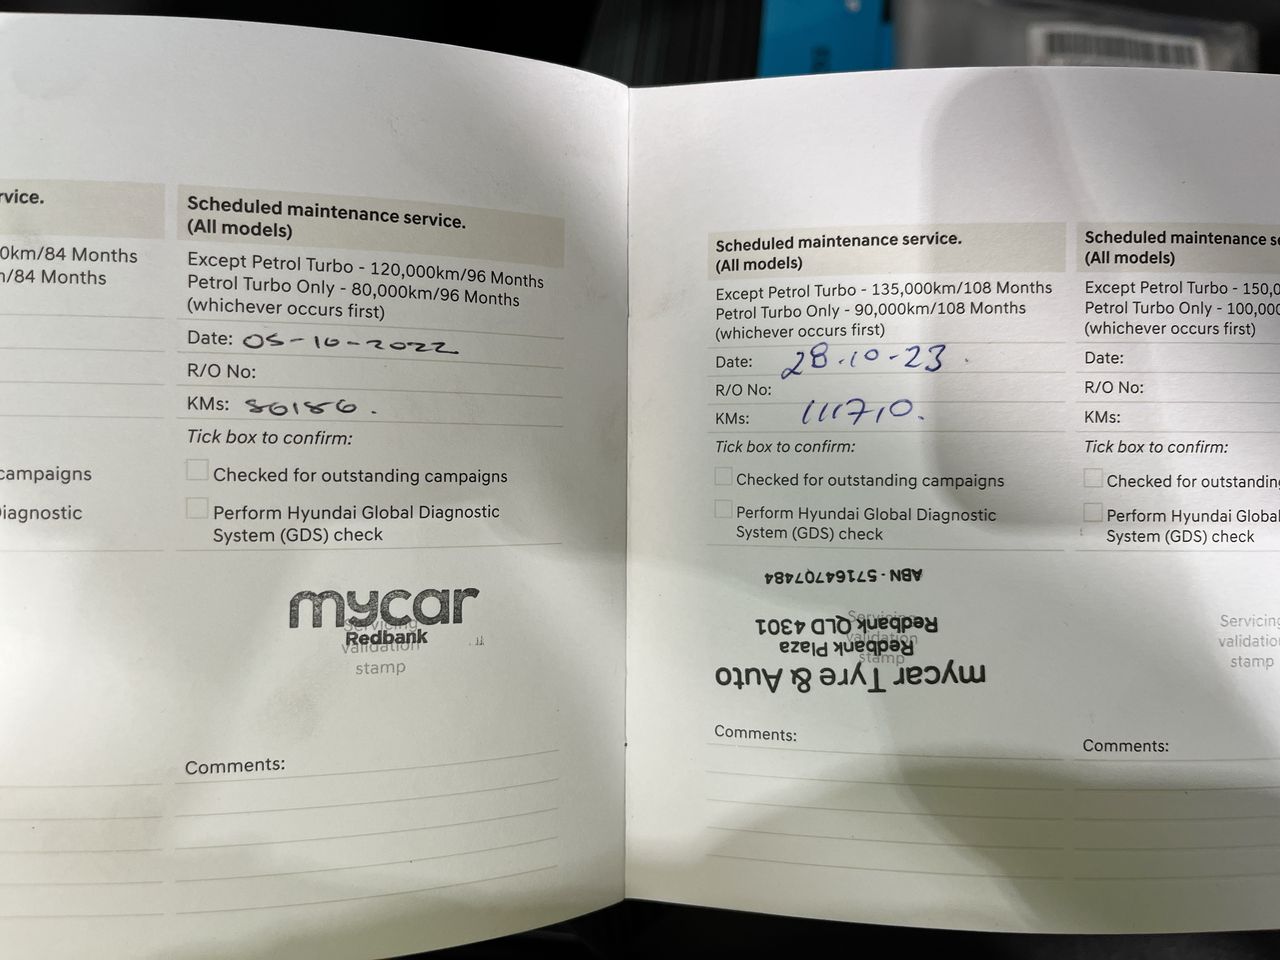 rvice.
0km/84 Months
n/84 Months
campaigns
iagnostic
Scheduled maintenance service.
(All models)
Except Petrol Turbo - 120,000km/96 Months
Petrol Turbo Only - 80,000km/96 Months
(whichever occurs first)
Date: 05-10-2022
R/O No:
KMs:
Tick box to confirm:
Checked for outstanding campaigns
Perform Hyundai Global Diagnostic
System (GDS) check
mycar
Redbank
Servicing
validation
stamp
Comments:
Scheduled maintenance service.
(All models)
Except Petrol Turbo - 135,000km/108 Months
Petrol Turbo Only - 90,000km/108 Months
(whichever occurs first)
Date: 28.10-23.
R/O No:
KMs: 111710.
Tick box to confirm:
Checked for outstanding campaigns
Perform Hyundai Global Diagnostic
System (GDS) check
mycar Tyre & Auto
Redbank Plaza
Redbank QLD 4301
ABN - 57164707484
Servicing
validation
stamp
Comments:
Scheduled maintenance se
(All models)
Except Petrol Turbo - 150,0
Petrol Turbo Only - 100,000
(whichever occurs first)
Date:
R/O No:
KMs:
Tick box to confirm:
Checked for outstanding
Perform Hyundai Global
System (GDS) check
Servicing
validatio
stamp
Comments: